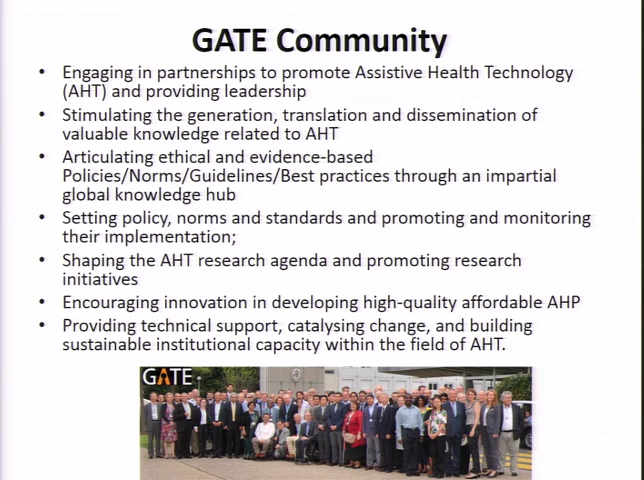 GATE Community
• Engaging in partnerships to promote Assistive Health Technology
(AHT) and providing leadership
• Stimulating the generation, translation and dissemination of
valuable knowledge related to AHT
• Articulating ethical and evidence-based
Policies/Norms/Guidelines/Best practices through an impartial
global knowledge hub
• Setting policy, norms and standards and promoting and monitoring
their implementation;
• Shaping the AHT research agenda and promoting research
initiatives
• Encouraging innovation in developing high-quality affordable AHP
• Providing technical support, catalysing change, and building
sustainable institutional capacity within the field of AHT.
GATE